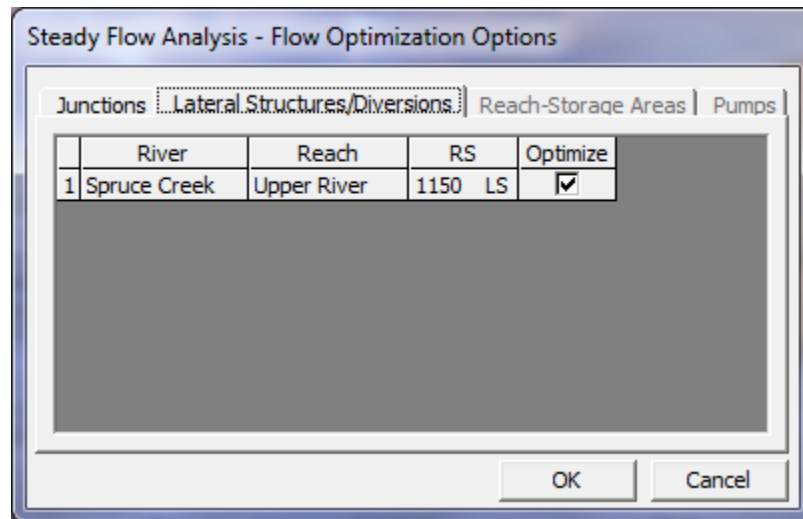 Steady Flow Analysis - Flow Optimization Options
Junctions Lateral Structures/Diversions Reach-Storage Areas Pumps
River Reach RS Optimize
1 Spruce Creek Upper River 1150 LS
OK Cancel